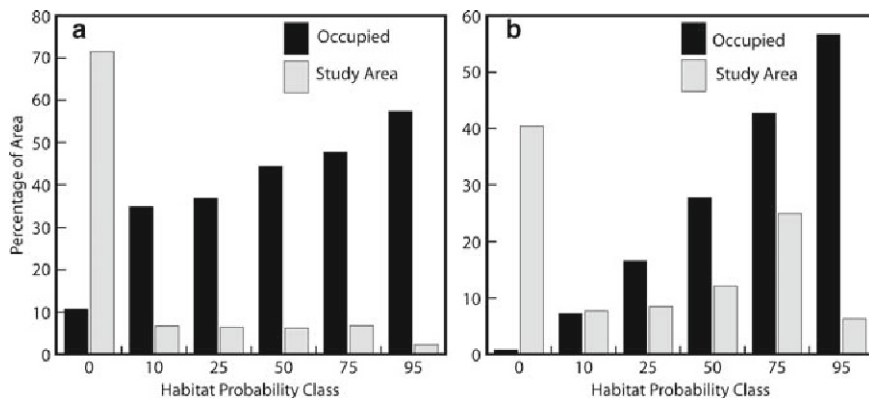 a
Occupied
Study Area
Percentage of Area
80
70
60
50
40
30
20
10
0
0 10 25 50 75 95
Habitat Probability Class
b
Occupied
Study Area
60
50
40
30
20
10
0
0 10 25 50 75 95
Habitat Probability Class